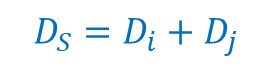 D_S = D_i + D_j